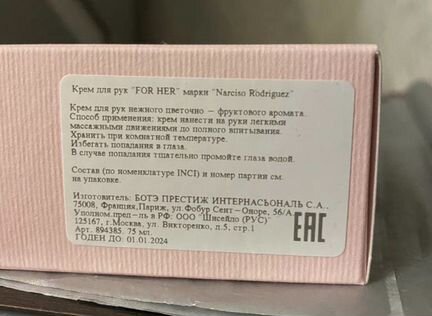 Крем для рук "FOR HER" марки "Narciso Rodriguez"
Крем для рук нежного цветочно – фруктового аромата.
Способ применения: крем нанести на руки легкими
массажными движениями до полного впитывания.
Хранить при комнатной температуре.
Избегать попадания в глаза.
В случае попадания тщательно промойте глаза водой.
Состав (по номенклатуре INCI) и номер партии см.
на упаковке.
Изготовитель: БОТЭ ПРЕСТИЖ ИНТЕРНАСЬОНАЛЬ С.А.,
75008, Франция,Париж, ул.Фобур Сент–Оноре, 56/А.
Уполном.пред–ль в РФ: ООО "Шисейдо (РУС)"
125167, г.Москва, ул. Викторенко, д.5, стр.1
Арт. 894385. 75 мл.
ГОДЕН ДО: 01.01.2024
EAC